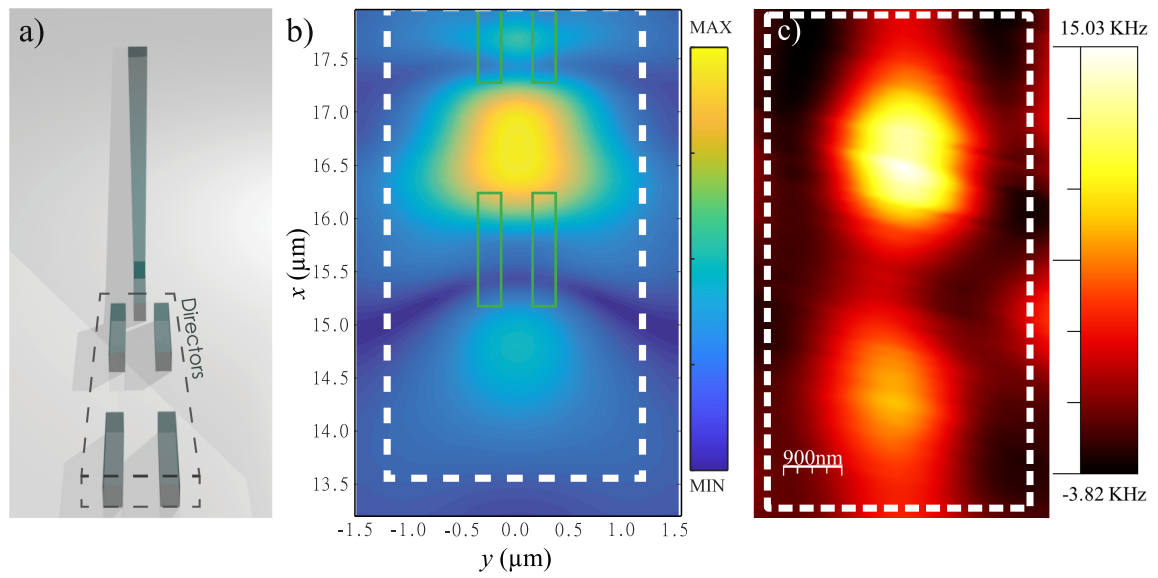 a)
Directors
b)
17.5
17.0
16.5
16.0
15.5
15.0
14.5
14.0
13.5
x (µm)
-1.5 -1.0 -0.5 0.0 0.5 1.0 1.5
y (µm)
MAX
MIN
c)
900nm
15.03 KHz
-3.82 KHz